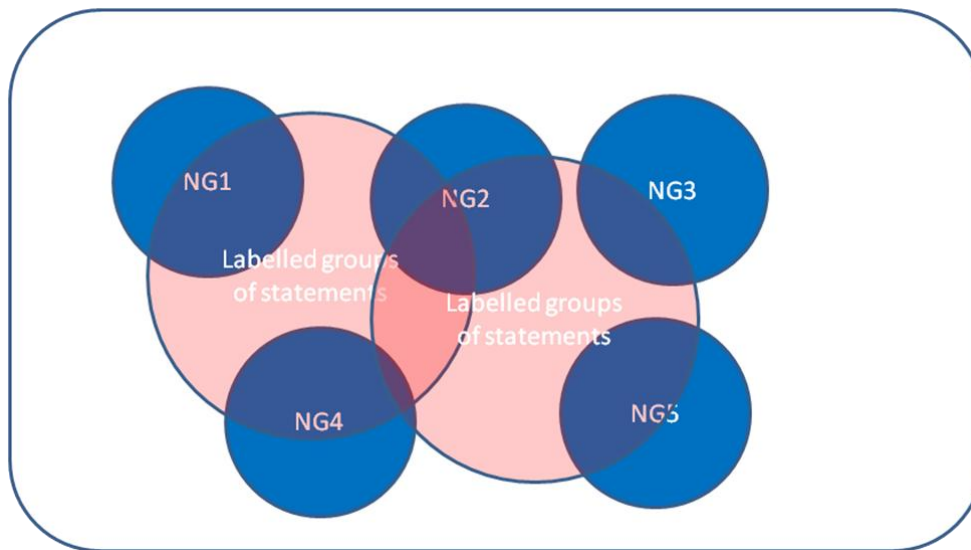 NG1
NG2
NG3
Labelled groups
of statements
Labelled groups
of statements
NG4
NG5